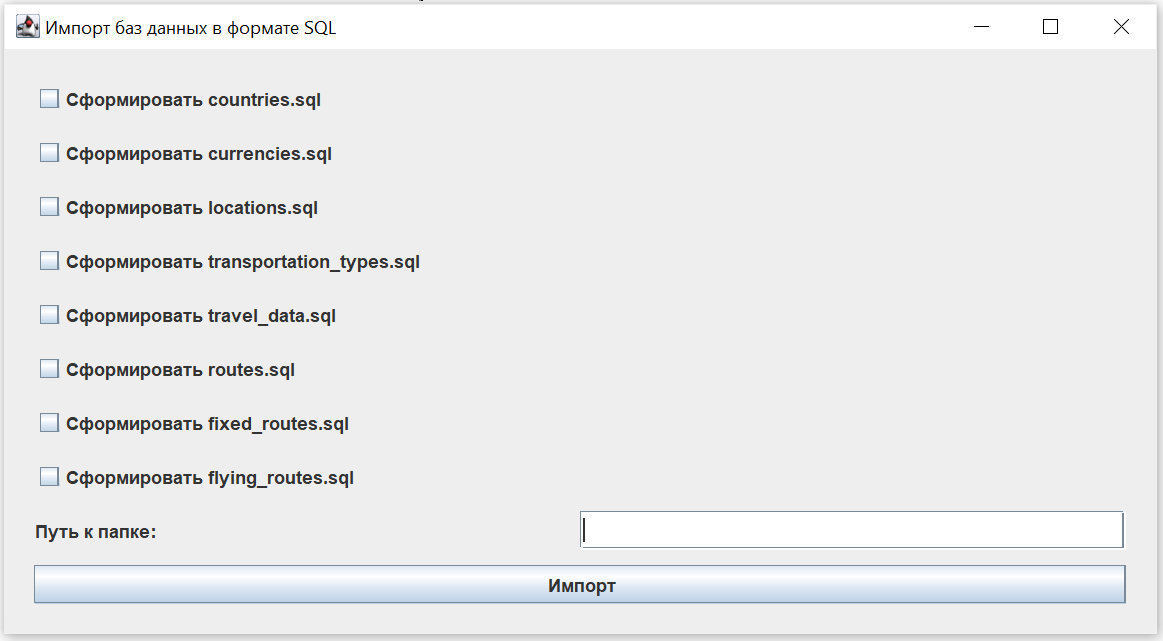 Импорт баз данных в формате SQL
Сформировать countries.sql
Сформировать currencies.sql
Сформировать locations.sql
Сформировать transportation_types.sql
Сформировать travel_data.sql
Сформировать routes.sql
Сформировать fixed_routes.sql
Сформировать flying_routes.sql
Путь к папке:
Импорт